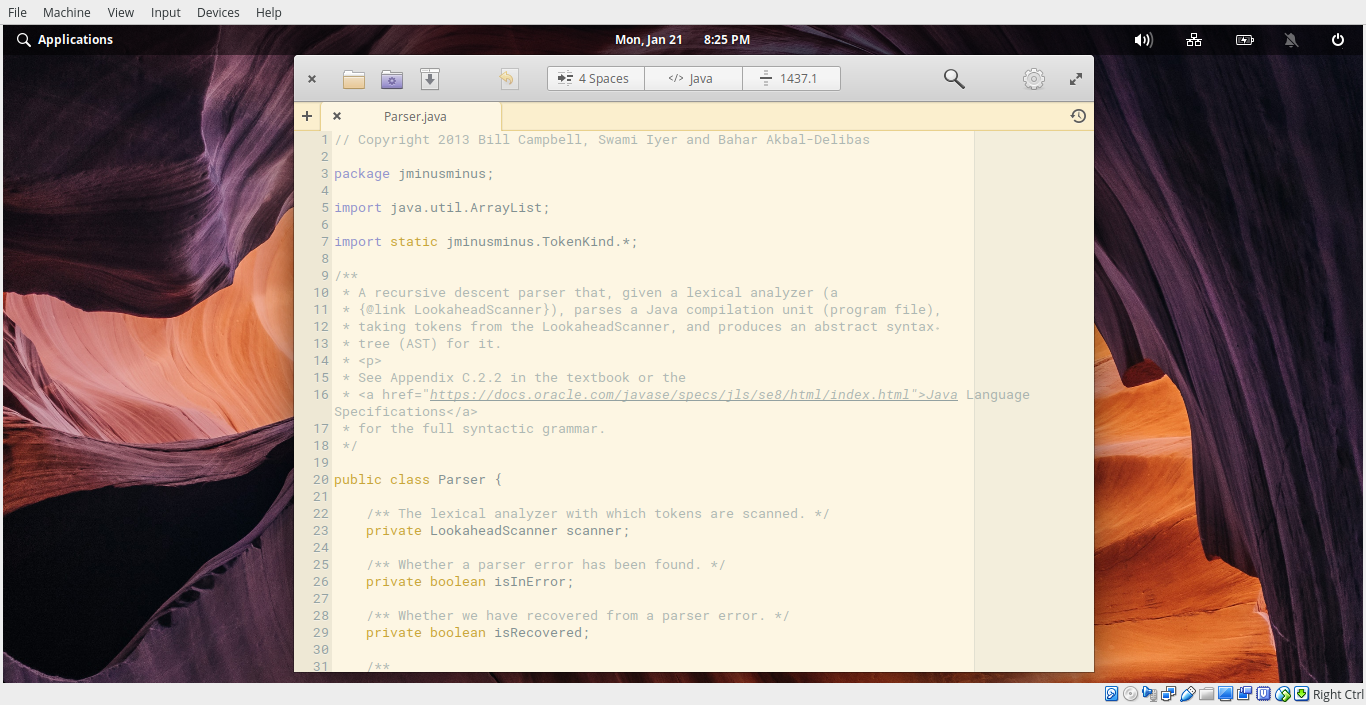 File Machine View Input Devices Help
Applications
Mon, Jan 21 8:25 PM
4 Spaces
</> Java
1437.1
+ × Parser.java
1 // Copyright 2013 Bill Campbell, Swami Iyer and Bahar Akbal-Delibas
2
3 package jminusminus;
4
5 import java.util.ArrayList;
6
7 import static jminusminus.TokenKind.*;
8
9 /**
10 * A recursive descent parser that, given a lexical analyzer (a
11 * {@link LookaheadScanner}), parses a Java compilation unit (program file),
12 * taking tokens from the LookaheadScanner, and produces an abstract syntax·
13 * tree (AST) for it.
14 * <p>
15 * See Appendix C.2.2 in the textbook or the
16 * <a href="https://docs.oracle.com/javase/specs/jls/se8/html/index.html">Java Language
Specifications</a>
17 * for the full syntactic grammar.
18 */
19
20 public class Parser {
21
22 /** The lexical analyzer with which tokens are scanned. */
23 private LookaheadScanner scanner;
24
25 /** Whether a parser error has been found. */
26 private boolean isInError;
27
28 /** Whether we have recovered from a parser error. */
29 private boolean isRecovered;
30
31 /**
Right Ctrl